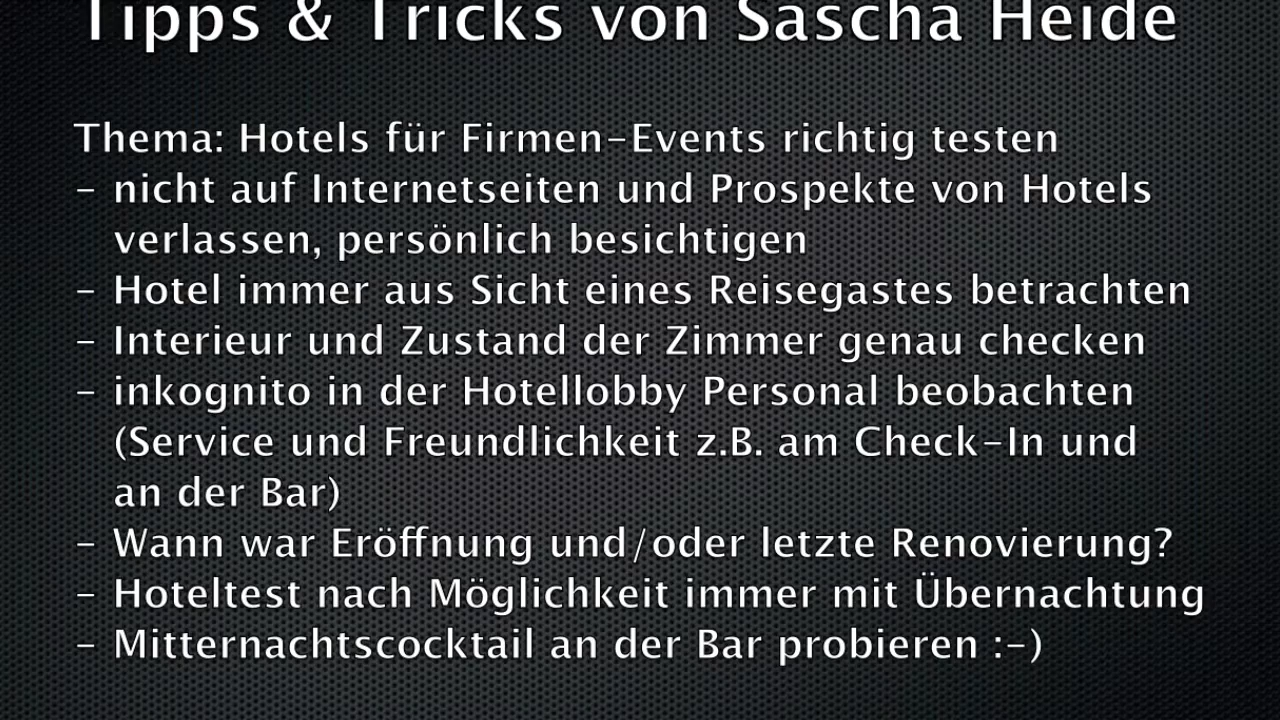 Tipps & Tricks von Sascha Heide
Thema: Hotels für Firmen-Events richtig testen
- nicht auf Internetseiten und Prospekte von Hotels
verlassen, persönlich besichtigen
- Hotel immer aus Sicht eines Reisegastes betrachten
- Interieur und Zustand der Zimmer genau checken
- inkognito in der Hotellobby Personal beobachten
(Service und Freundlichkeit z.B. am Check-In und
an der Bar)
- Wann war Eröffnung und/oder letzte Renovierung?
- Hoteltest nach Möglichkeit immer mit Übernachtung
- Mitternachtscocktail an der Bar probieren :-)